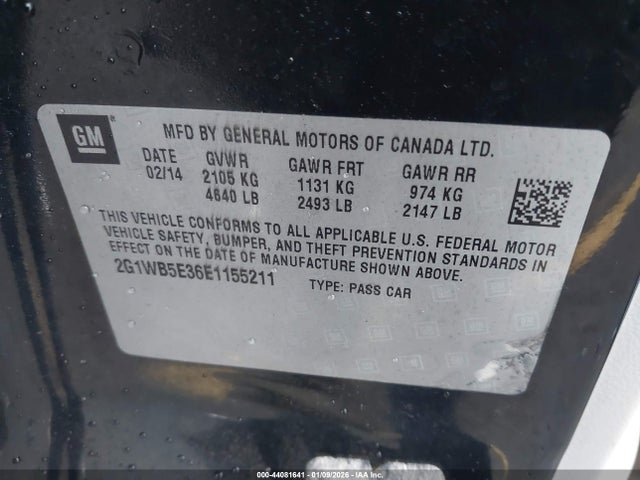 GM
MFD BY GENERAL MOTORS OF CANADA LTD.
DATE GVWR GAWR FRT GAWR RR
02/14 2105 KG 1131 KG 974 KG
4640 LB 2493 LB 2147 LB
THIS VEHICLE CONFORMS TO ALL APPLICABLE U.S. FEDERAL MOTOR
VEHICLE SAFETY, BUMPER, AND THEFT PREVENTION STANDARDS IN
EFFECT ON THE DATE OF MANUFACTURE SHOWN ABOVE.
2G1WB5E36E1155211 TYPE: PASS CAR
000-44081641 - 01/09/2026 - IAA Inc.